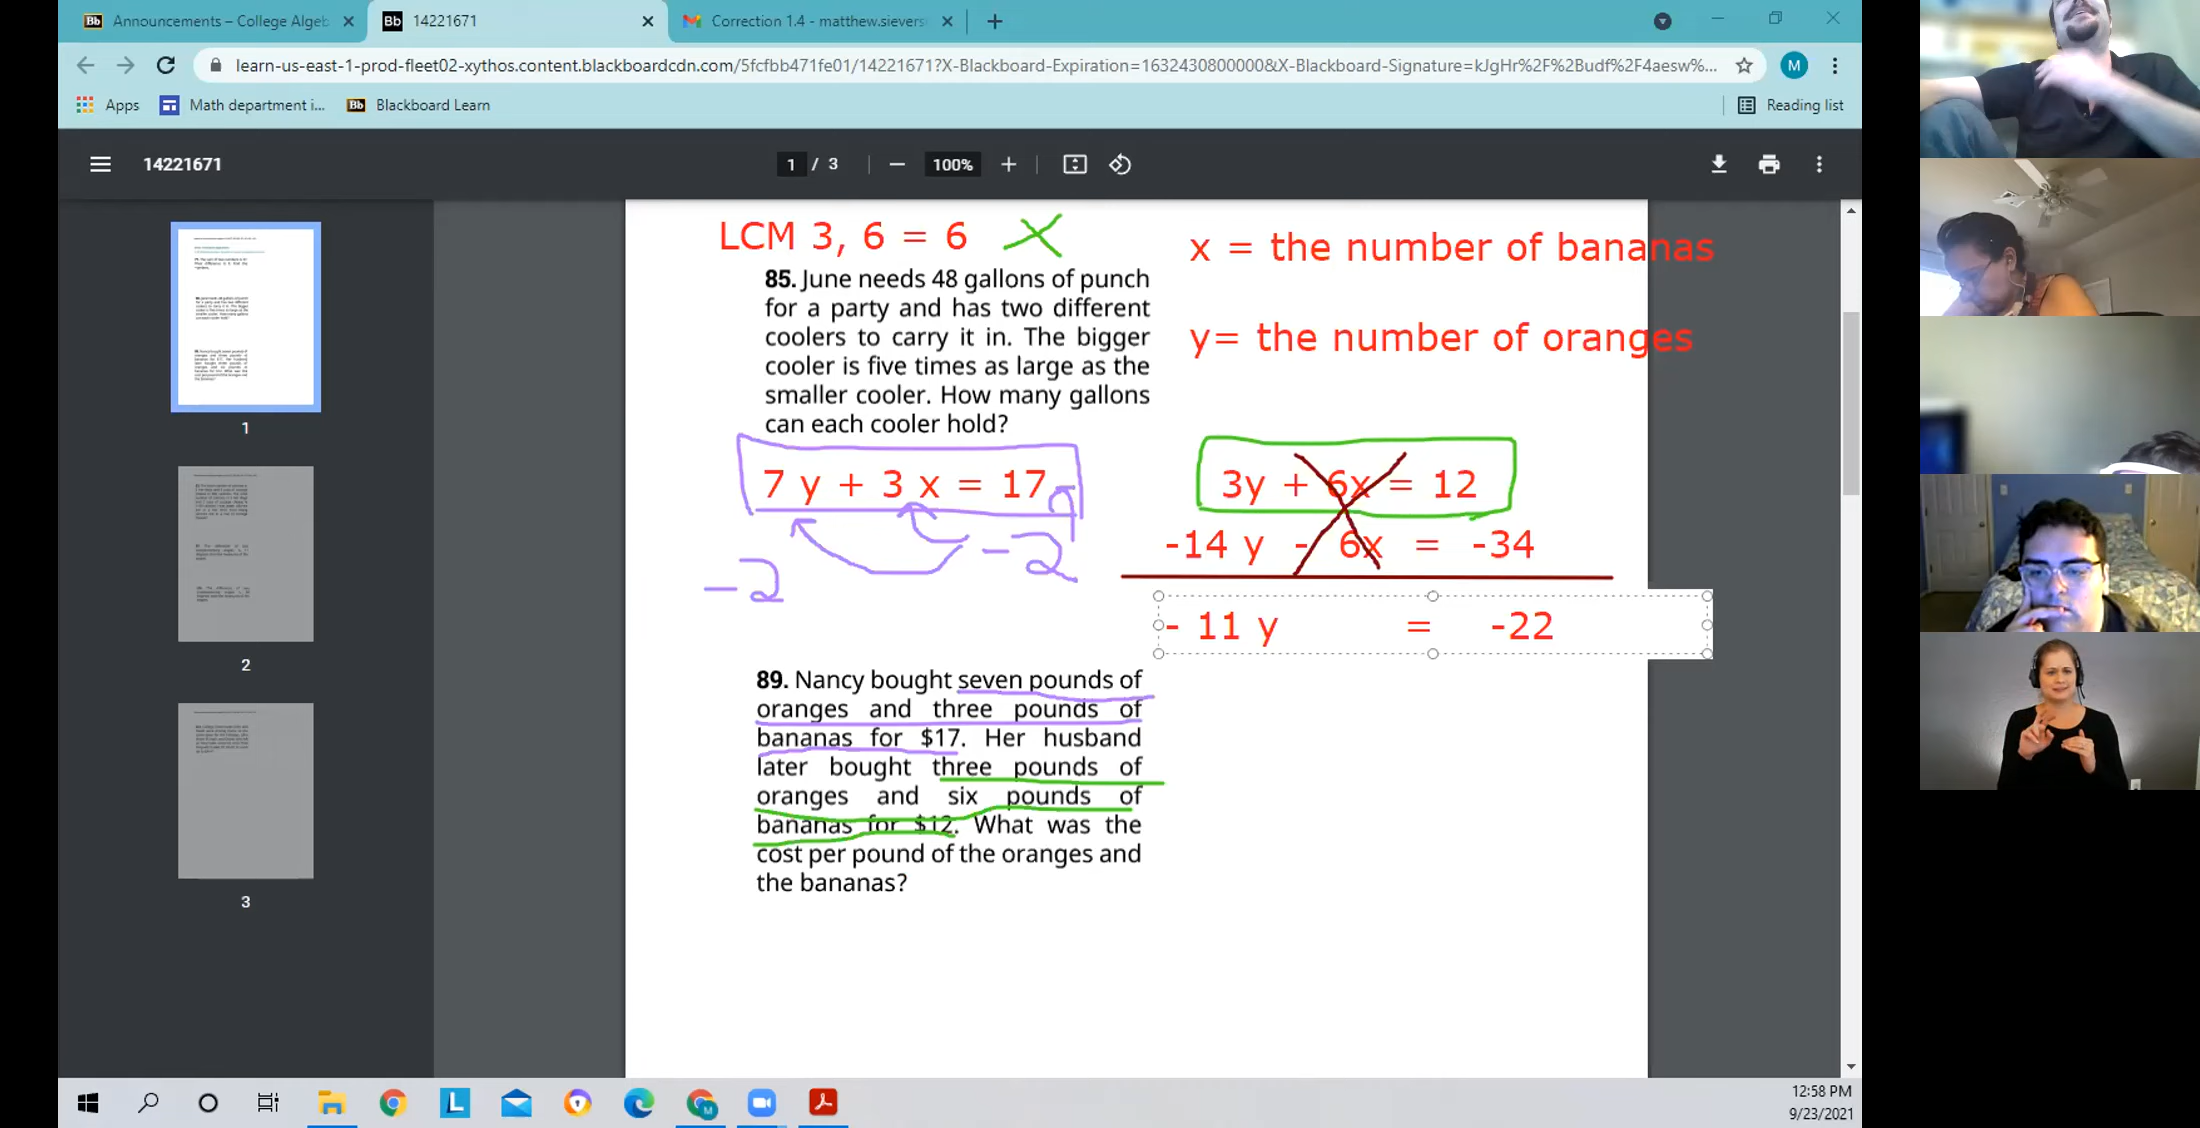 Announcements – College Algeb
14221671
Correction 1.4 - matthew.sievers
learn-us-east-1-prod-fleet02-xythos.content.blackboardcdn.com/5fcfbb471fe01/14221671?X-Blackboard-Expiration=1632430800000&X-Blackboard-Signature=kJgHr%2F%2Budf%2F4aesw%...
M
Apps
Math department i...
Bb
Blackboard Learn
Reading list
14221671
1 / 3
100%
LCM 3, 6 = 6
X
x = the number of bananas
y= the number of oranges
85. June needs 48 gallons of punch
for a party and has two different
coolers to carry it in. The bigger
cooler is five times as large as the
smaller cooler. How many gallons
can each cooler hold?
7 y + 3 x = 17
-2
-2
3y + 6x = 12
-14 y - 6x = -34
- 11 y = -22
89. Nancy bought seven pounds of
oranges and three pounds of
bananas for $17. Her husband
later bought three pounds of
oranges and six pounds of
bananas for $12. What was the
cost per pound of the oranges and
the bananas?
1
2
3
12:58 PM
9/23/2021